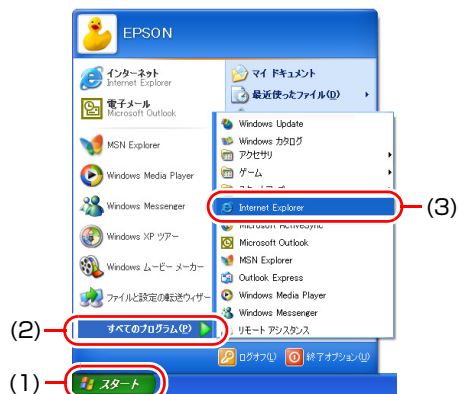 EPSON
インターネット
Internet Explorer
電子メール
Microsoft Outlook
MSN Explorer
Windows Media Player
Windows Messenger
Windows XP ツアー
Windows ムービー メーカー
ファイルと設定の転送ウィザー
すべてのプログラム(P)
マイ ドキュメント
最近使ったファイル(D)
Windows Update
Windows カタログ
アクセサリ
ゲーム
Internet Explorer
Microsoft ActiveSync
Microsoft Outlook
MSN Explorer
Outlook Express
Windows Media Player
Windows Messenger
リモート アシスタンス
ログオフ(L)
終了オプション(U)
スタート
(1)
(2)
(3)